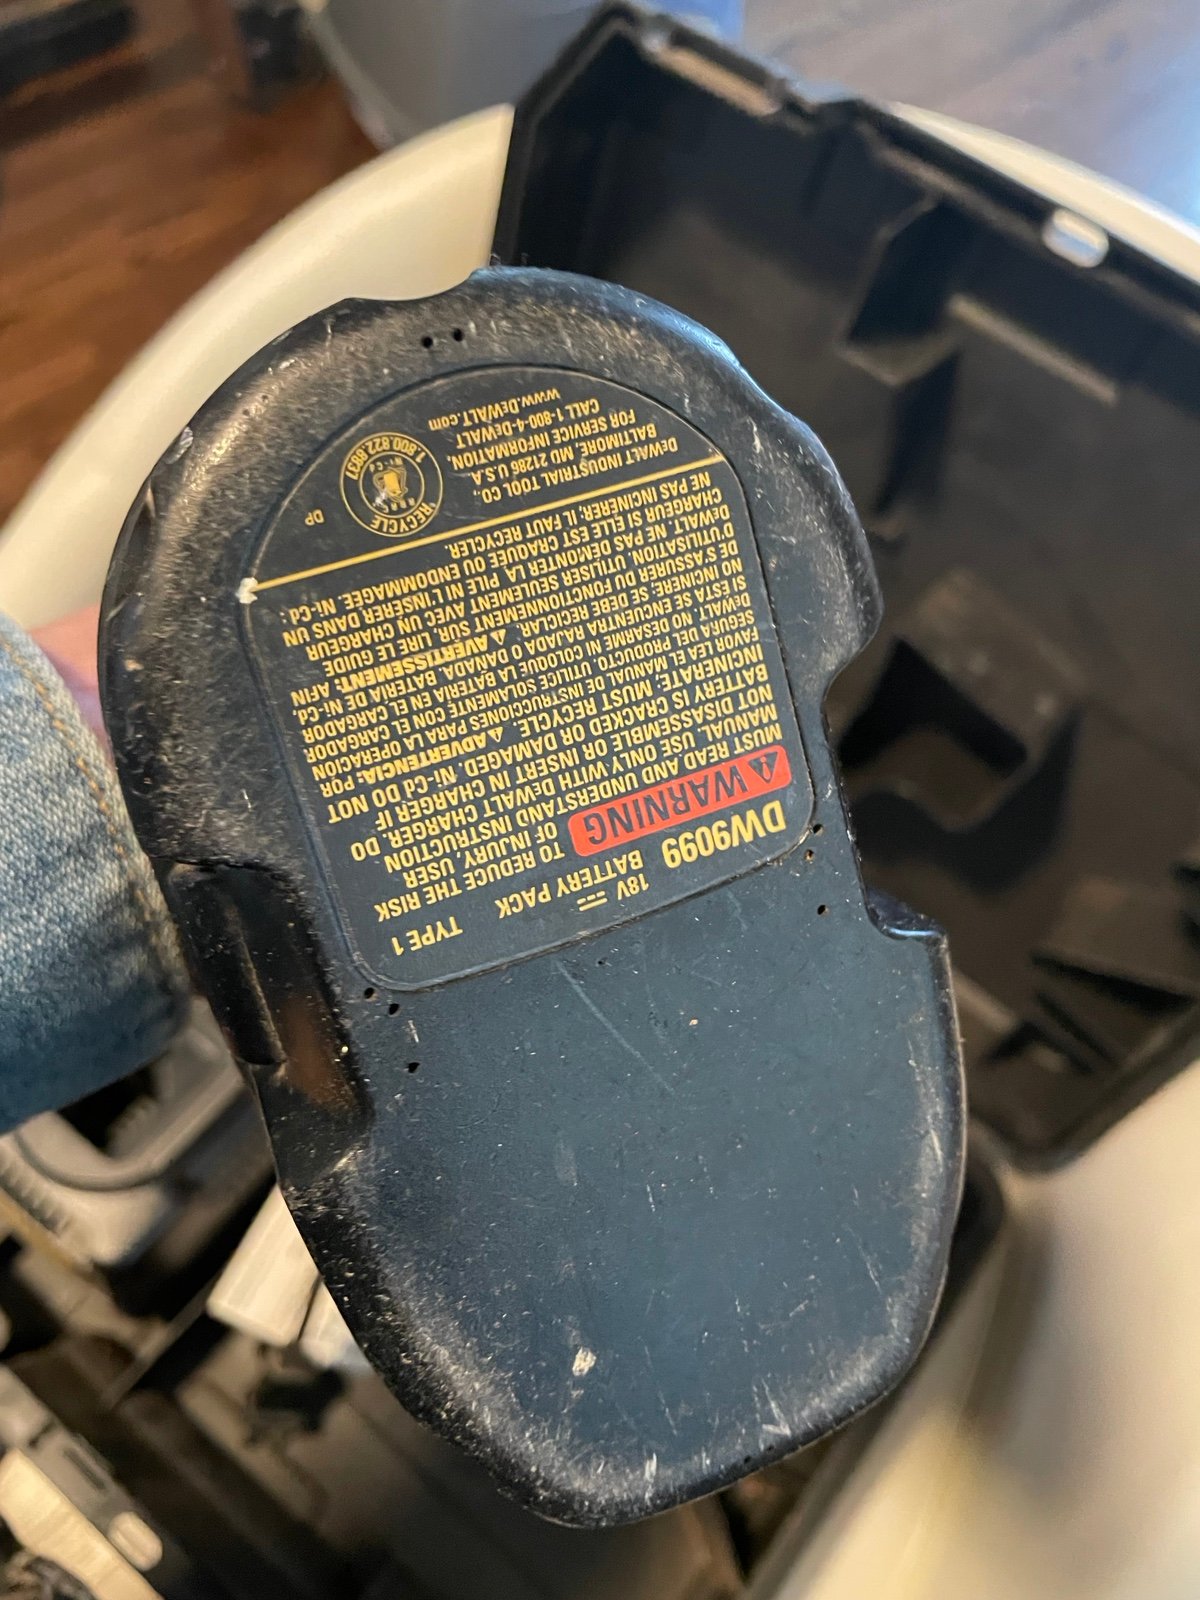 DW9099
18V ⎓
BATTERY PACK
TYPE 1
⚠ WARNING
TO REDUCE THE RISK
OF INJURY, USER
MUST READ AND UNDERSTAND INSTRUCTION
MANUAL. USE ONLY WITH DEWALT CHARGER. DO
NOT DISASSEMBLE OR INSERT IN CHARGER IF
BATTERY IS CRACKED OR DAMAGED. Ni-Cd DO NOT
INCINERATE; MUST RECYCLE. ⚠ ADVERTENCIA: POR
FAVOR LEA EL MANUAL DE INSTRUCCIONES PARA LA OPERACION
SEGURA DEL PRODUCTO. UTILICE SOLAMENTE CON EL CARGADOR
DEWALT. NO DESARME NI COLOQUE LA BATERIA EN EL CARGADOR
SI ESTA SE ENCUENTRA RAJADA O DAÑADA. BATERIA DE Ni-Cd,
NO INCINERE; SE DEBE RECICLAR. ⚠ AVERTISSEMENT: AFIN
DE S'ASSURER DU FONCTIONNEMENT SUR, LIRE LE GUIDE
D'UTILISATION. UTILISER SEULEMENT AVEC UN CHARGEUR
DEWALT. NE PAS DEMONTER LA PILE NI L'INSERER DANS UN
CHARGEUR SI ELLE EST CRAQUEE OU ENDOMMAGEE. Ni-Cd:
NE PAS INCINERER, IL FAUT RECYCLER.
DEWALT INDUSTRIAL TOOL CO.,
BALTIMORE, MD 21286 U.S.A.
FOR SERVICE INFORMATION,
CALL 1-800-4-DEWALT
www.DEWALT.com
RECYCLE
RBRC
Ni-Cd
1.800.822.8837
DP